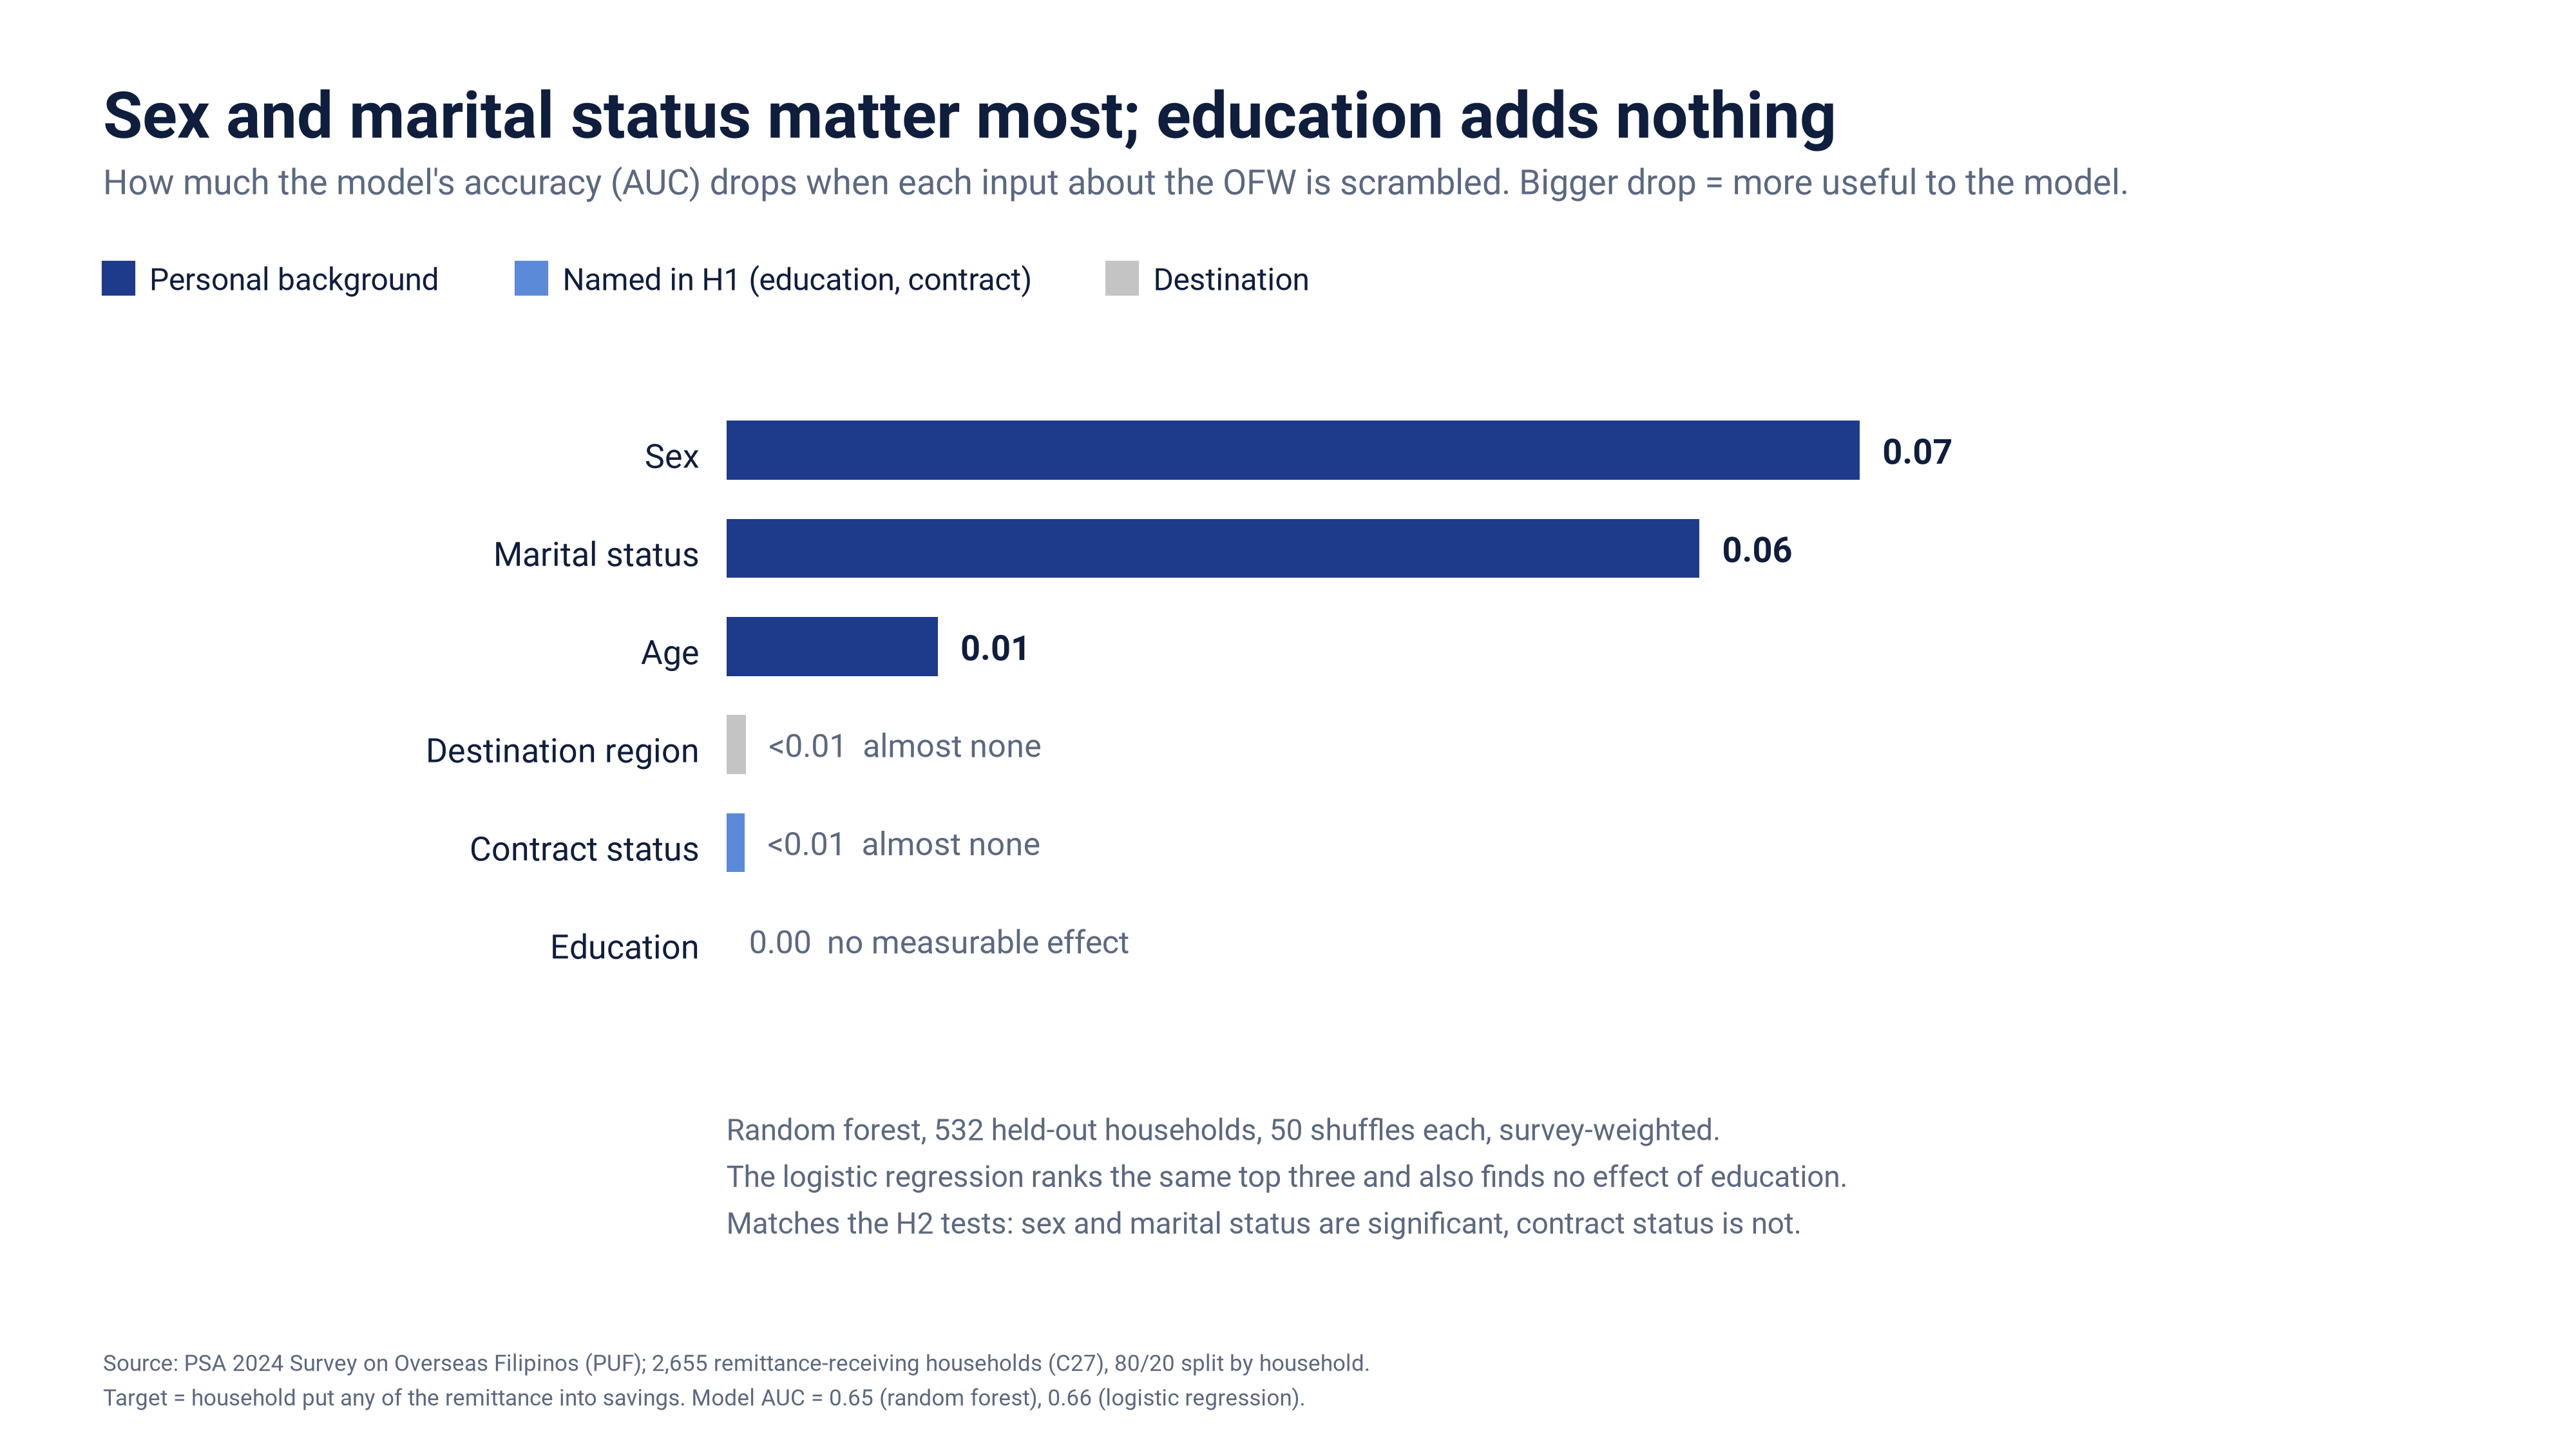 Sex and marital status matter most; education adds nothing
How much the model's accuracy (AUC) drops when each input about the OFW is scrambled. Bigger drop = more useful to the model.
Personal background
Named in H1 (education, contract)
Destination
Sex 0.07
Marital status 0.06
Age 0.01
Destination region <0.01 almost none
Contract status <0.01 almost none
Education 0.00 no measurable effect
Random forest, 532 held-out households, 50 shuffles each, survey-weighted.
The logistic regression ranks the same top three and also finds no effect of education.
Matches the H2 tests: sex and marital status are significant, contract status is not.
Source: PSA 2024 Survey on Overseas Filipinos (PUF); 2,655 remittance-receiving households (C27), 80/20 split by household.
Target = household put any of the remittance into savings. Model AUC = 0.65 (random forest), 0.66 (logistic regression).